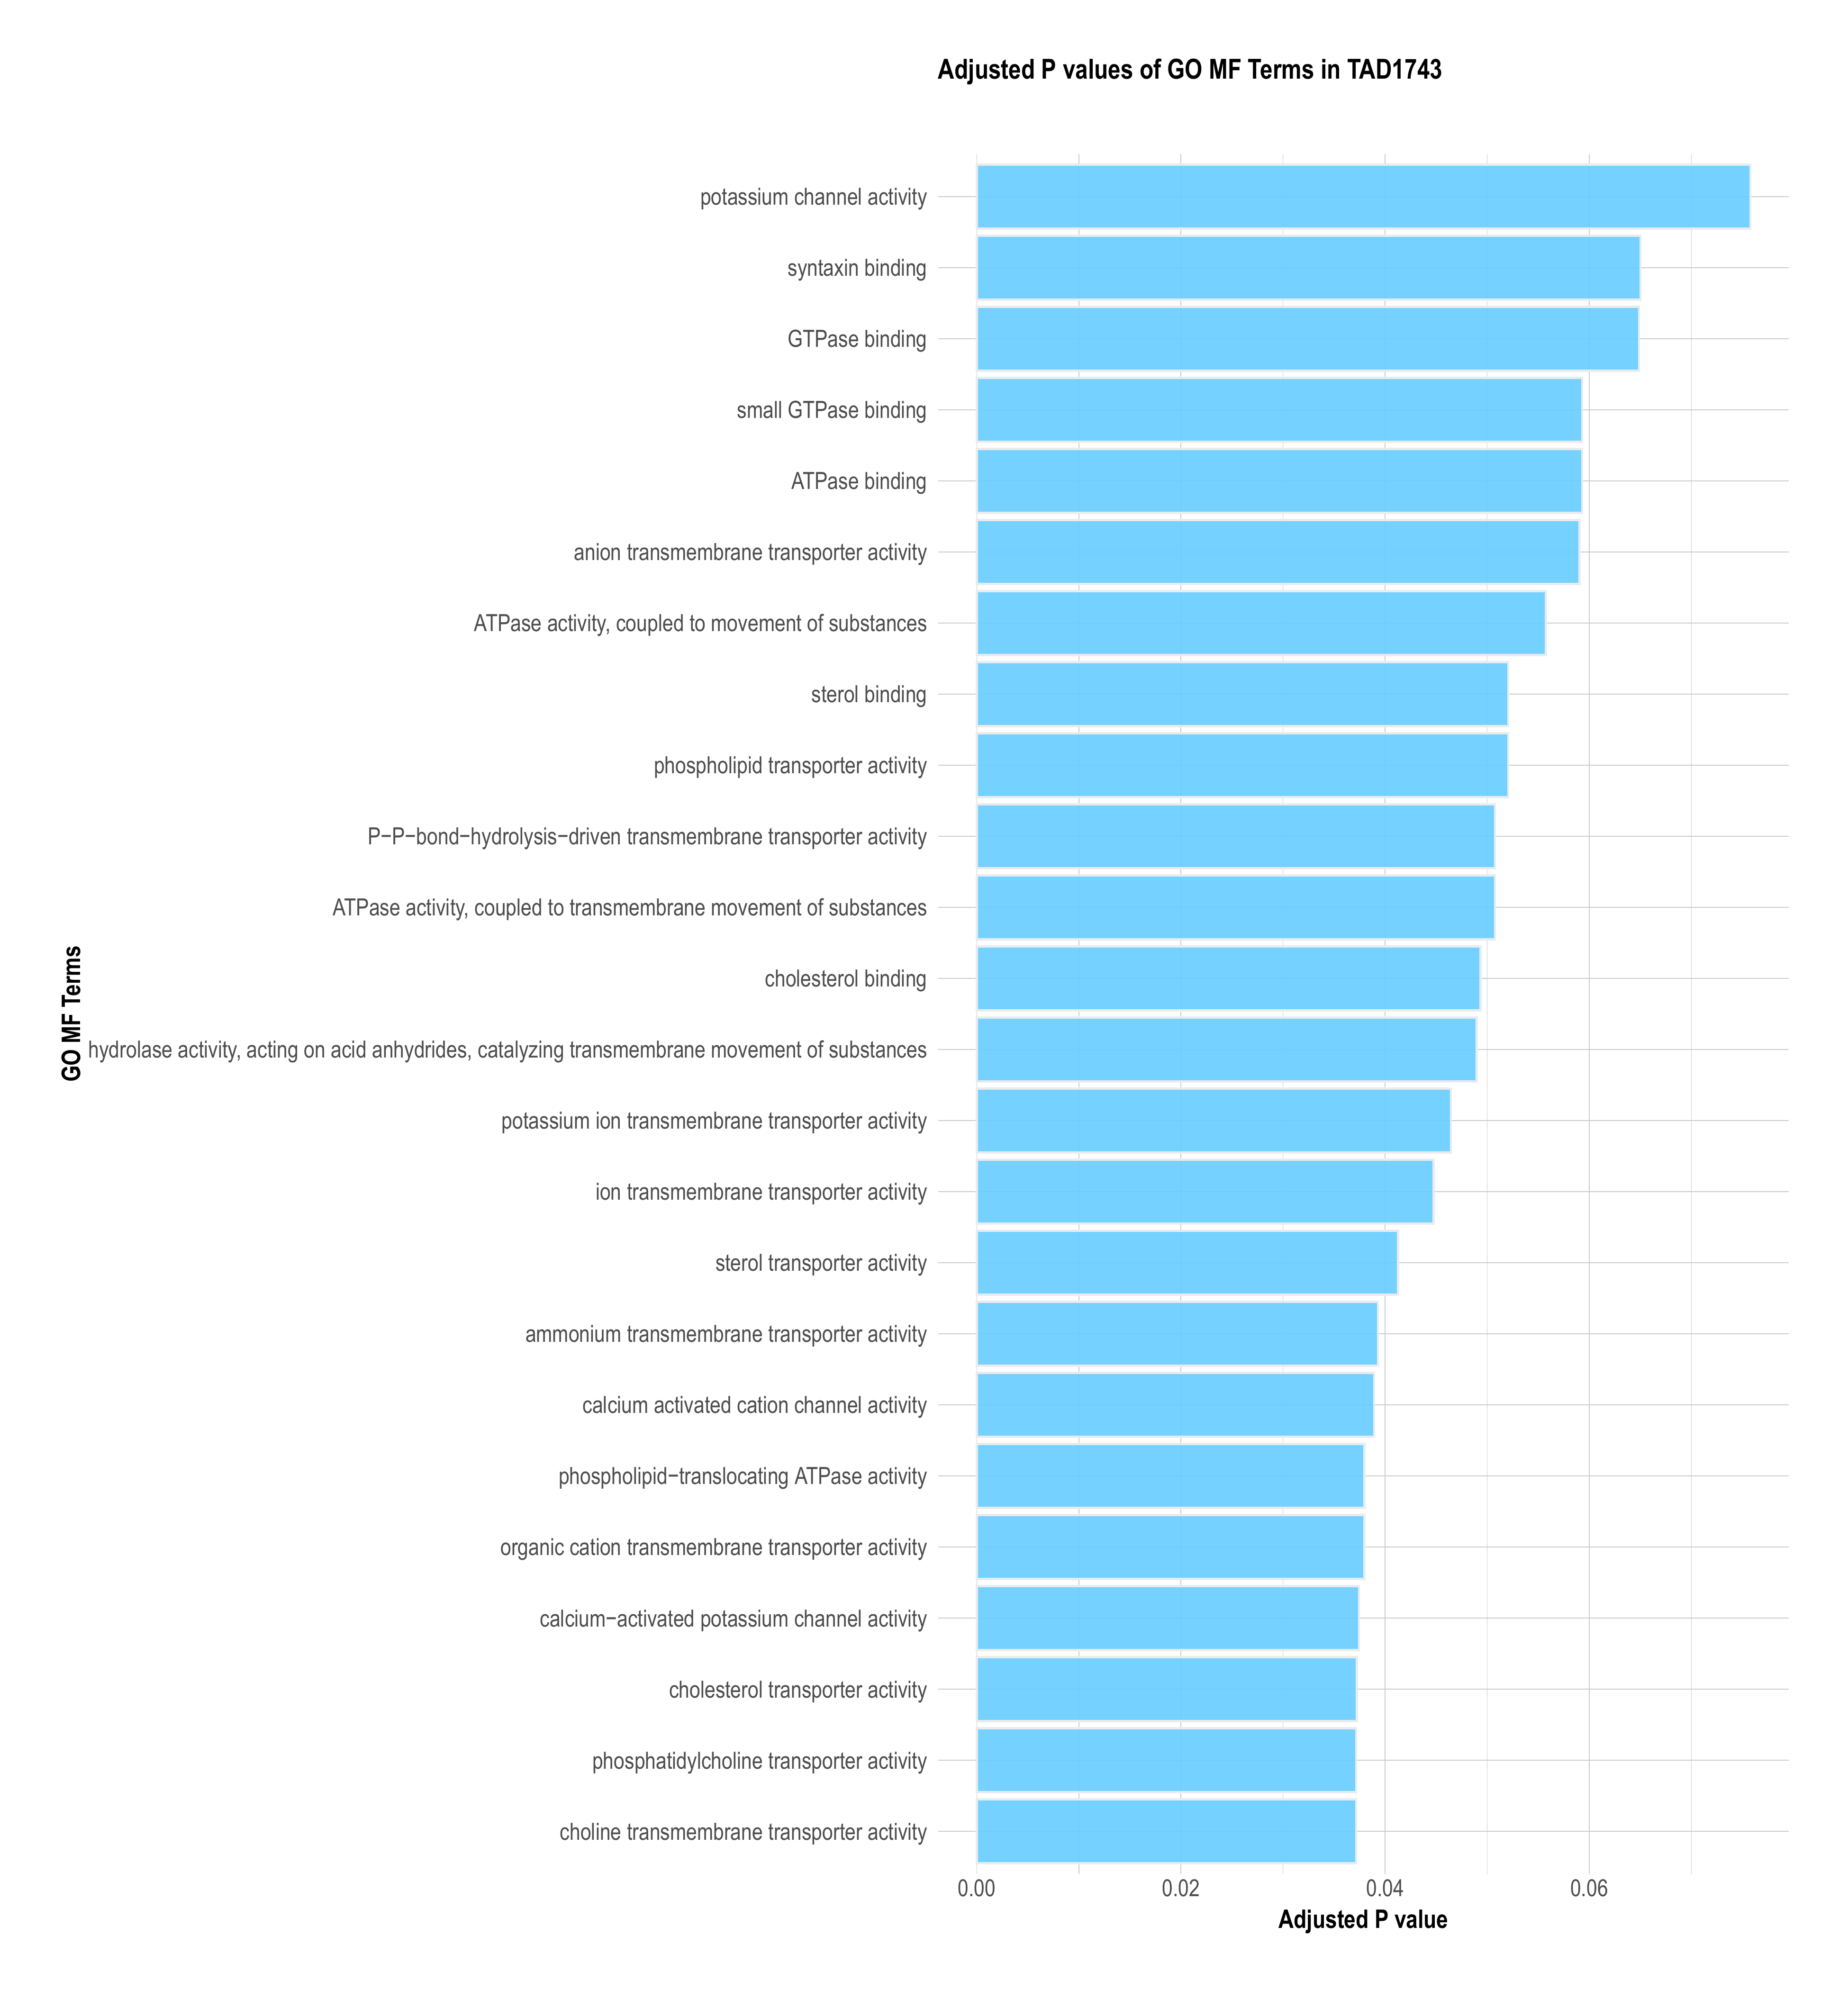 Adjusted P values of GO MF Terms in TAD1743
potassium channel activity
syntaxin binding
GTPase binding
small GTPase binding
ATPase binding
anion transmembrane transporter activity
ATPase activity, coupled to movement of substances
sterol binding
phospholipid transporter activity
P−P−bond−hydrolysis−driven transmembrane transporter activity
ATPase activity, coupled to transmembrane movement of substances
cholesterol binding
hydrolase activity, acting on acid anhydrides, catalyzing transmembrane movement of substances
potassium ion transmembrane transporter activity
ion transmembrane transporter activity
sterol transporter activity
ammonium transmembrane transporter activity
calcium activated cation channel activity
phospholipid−translocating ATPase activity
organic cation transmembrane transporter activity
calcium−activated potassium channel activity
cholesterol transporter activity
phosphatidylcholine transporter activity
choline transmembrane transporter activity
GO MF Terms
0.00 0.02 0.04 0.06
Adjusted P value